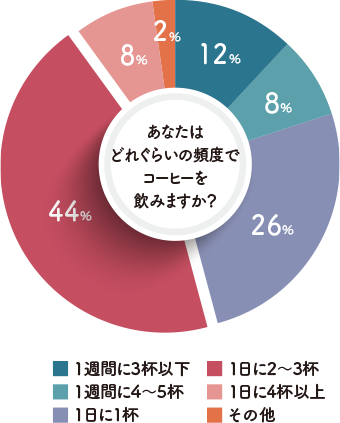 2%
8%
12%
8%
あなたは
どれぐらいの頻度で
コーヒーを
飲みますか?
44%
26%
1週間に3杯以下
1日に2〜3杯
1週間に4〜5杯
1日に4杯以上
1日に1杯
その他